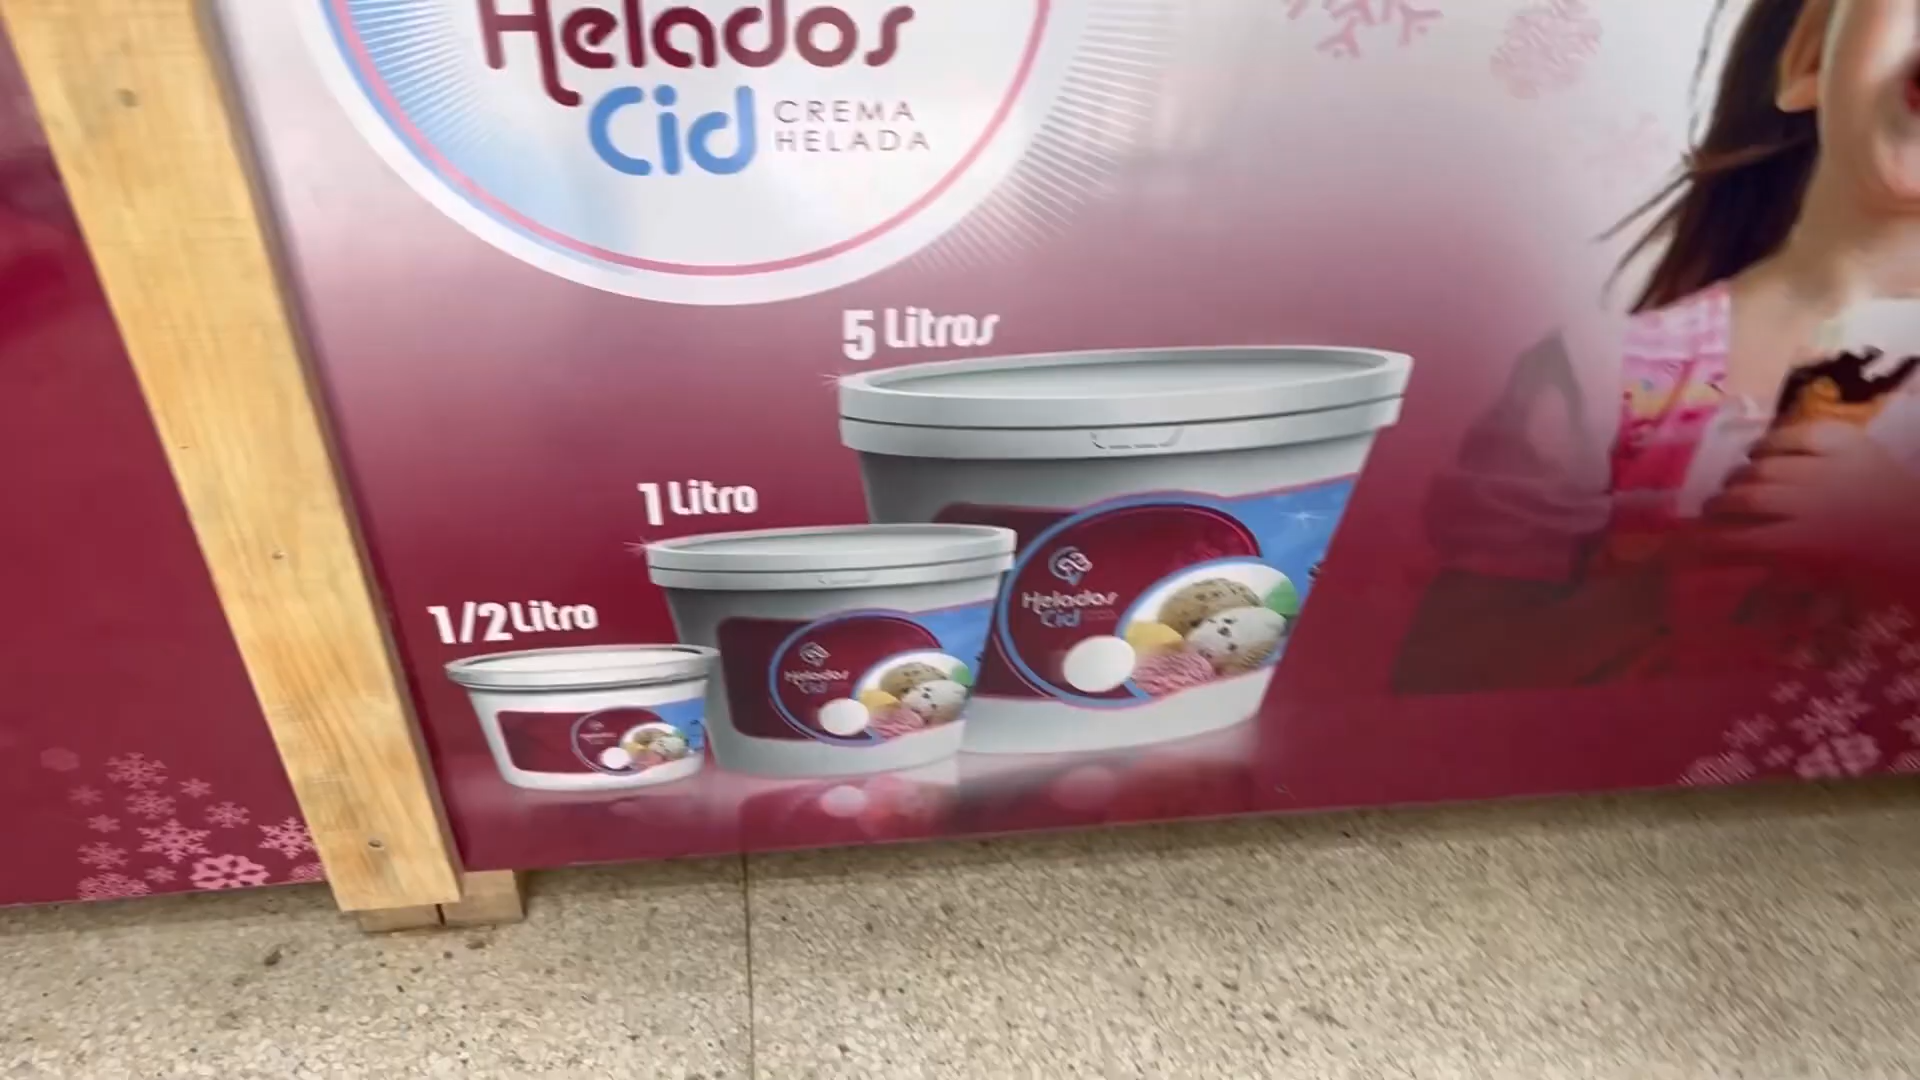 Helados
Cid CREMA
HELADA
5 Litros
1 Litro
1/2 Litro
Helados
Cid
Helados
Cid